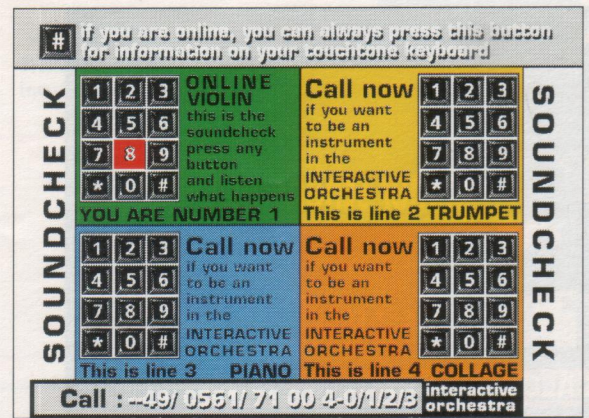 # if you are online, you can always press this button
for information on your touchtone keyboard
SOUNDCHECK
1 2 3
4 5 6
7 8 9
* 0 #
ONLINE
VIOLIN
this is the
soundcheck
press any
button
and listen
what happens
YOU ARE NUMBER 1
Call now
if you want
to be an
instrument
in the
INTERACTIVE
ORCHESTRA
1 2 3
4 5 6
7 8 9
* 0 #
This is line 2 TRUMPET
1 2 3
4 5 6
7 8 9
* 0 #
Call now
if you want
to be an
instrument
in the
INTERACTIVE
ORCHESTRA
This is line 3 PIANO
Call now
if you want
to be an
instrument
in the
INTERACTIVE
ORCHESTRA
1 2 3
4 5 6
7 8 9
* 0 #
This is line 4 COLLAGE
SOUNDCHECK
Call : --49/ 0561/ 71 00 4-0/1/2/3
interactive
orchestra